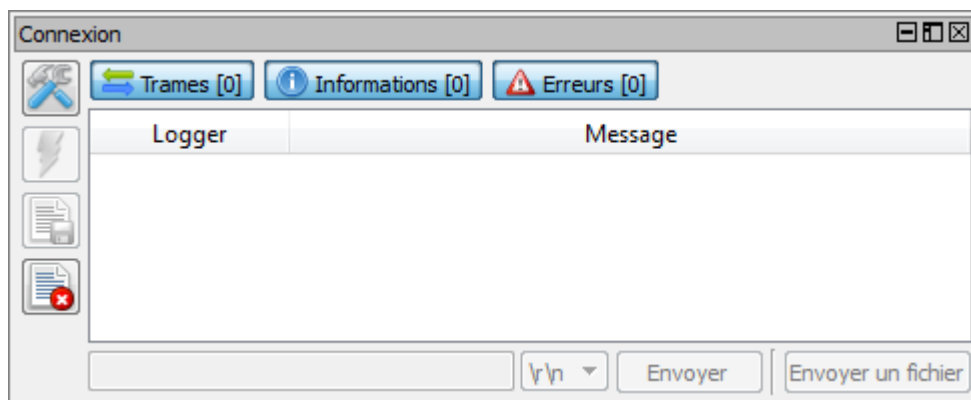 Connexion
Trames [0] Informations [0] Erreurs [0]
Logger Message
\r\n Envoyer Envoyer un fichier